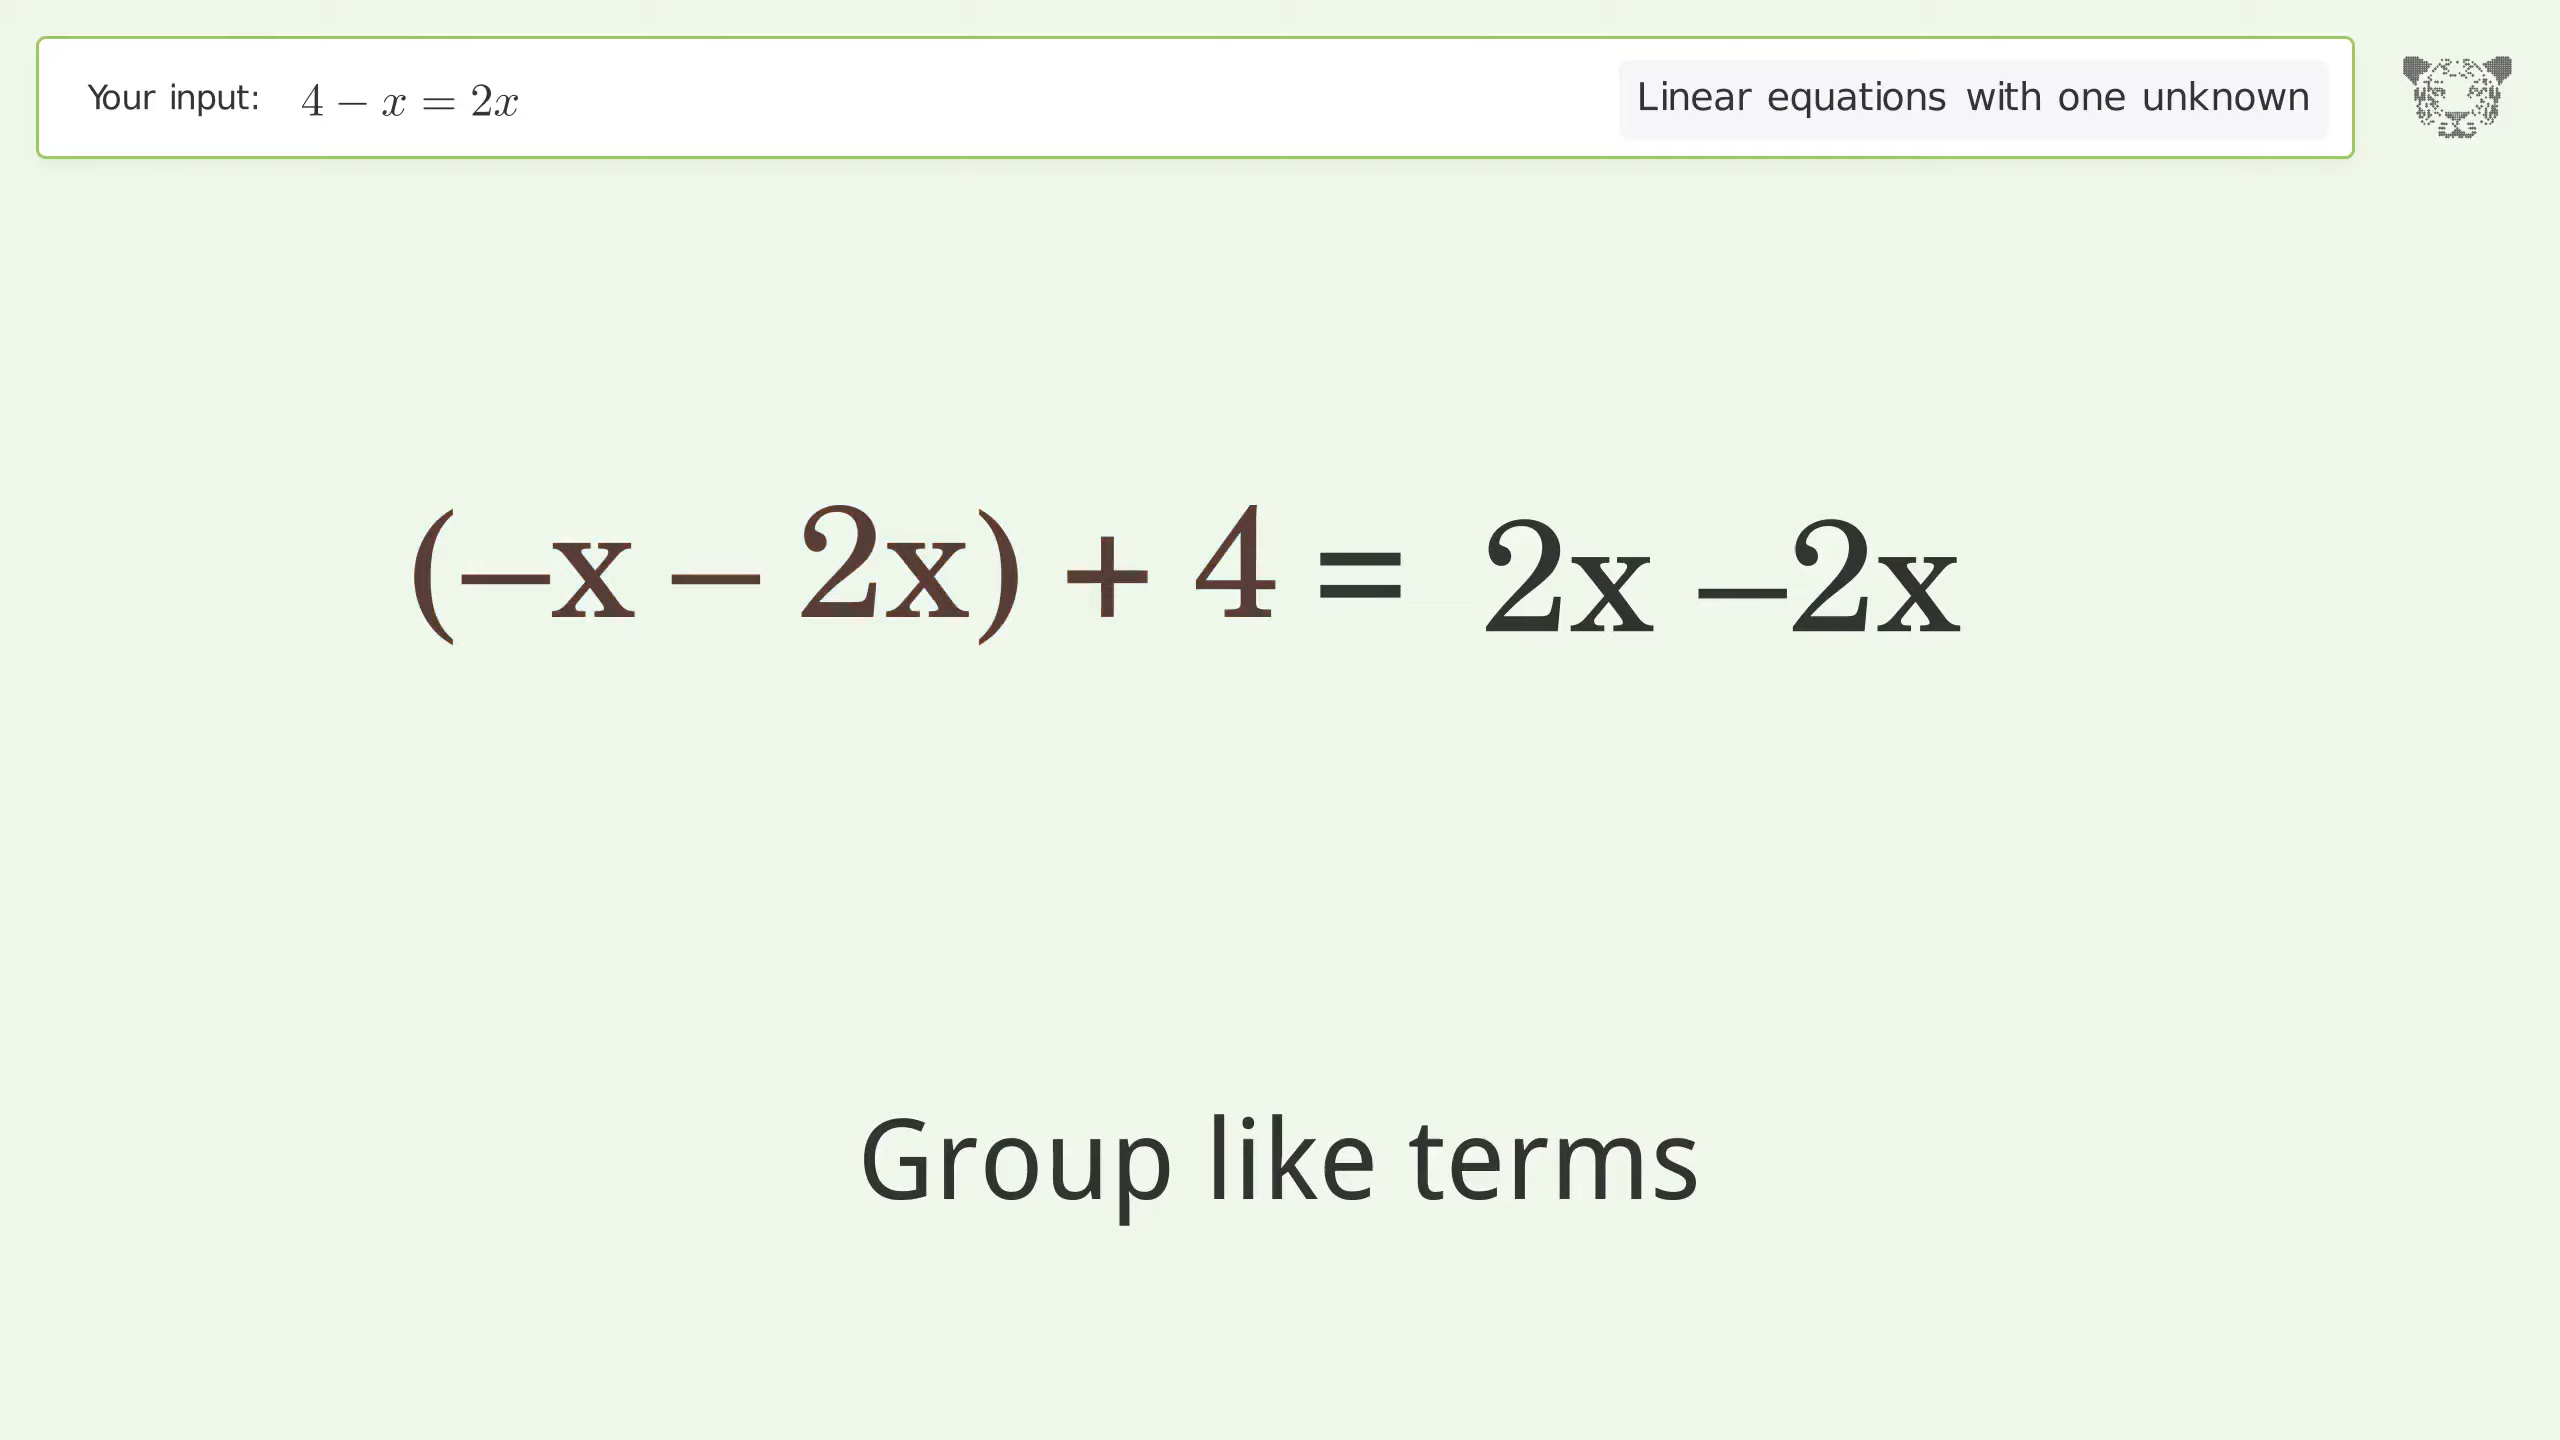 Your input: 4 − x = 2x
Linear equations with one unknown
(−x − 2x) + 4 = 2x −2x
Group like terms